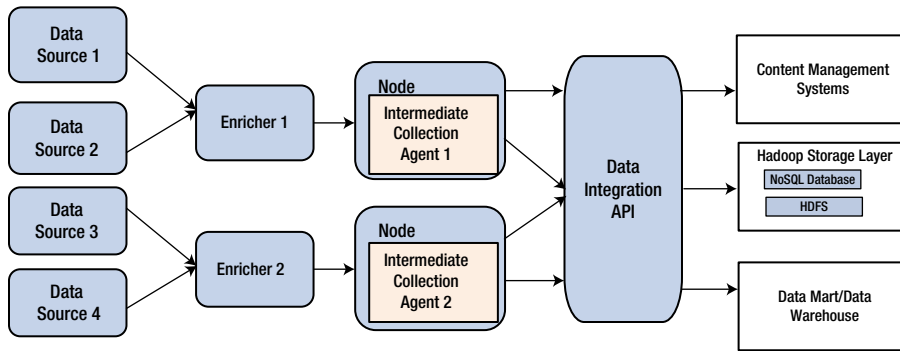 Data
Source 1
Data
Source 2
Data
Source 3
Data
Source 4
Enricher 1
Enricher 2
Node
Intermediate
Collection
Agent 1
Node
Intermediate
Collection
Agent 2
Data
Integration
API
Content Management
Systems
Hadoop Storage Layer
NoSQL Database
HDFS
Data Mart/Data
Warehouse